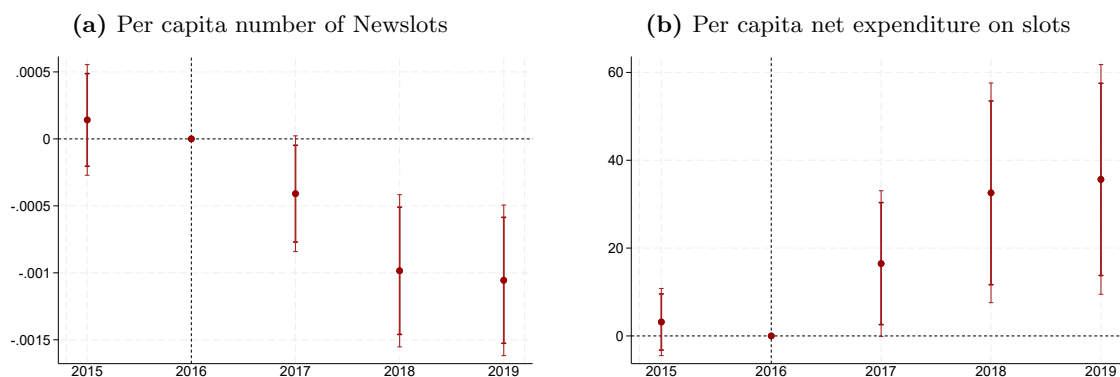 (a) Per capita number of Newslots
.0005
0
-.0005
-.001
-.0015
2015 2016 2017 2018 2019
(b) Per capita net expenditure on slots
60
40
20
0
2015 2016 2017 2018 2019